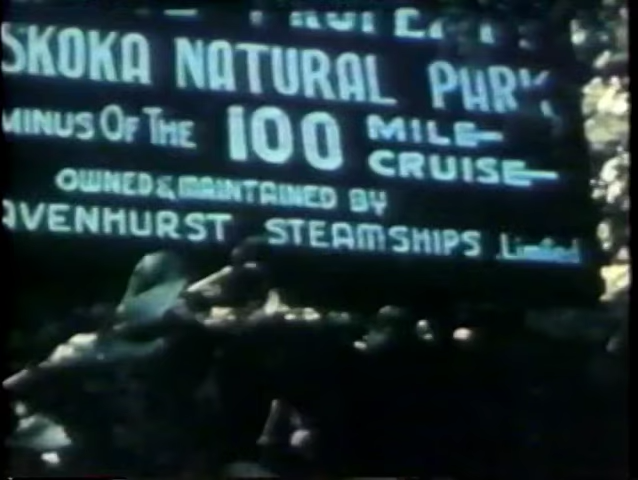 SKOKA NATURAL PARK
MINUS OF THE 100 MILE CRUISE
OWNED & MAINTAINED BY
AVENHURST STEAMSHIPS Limited